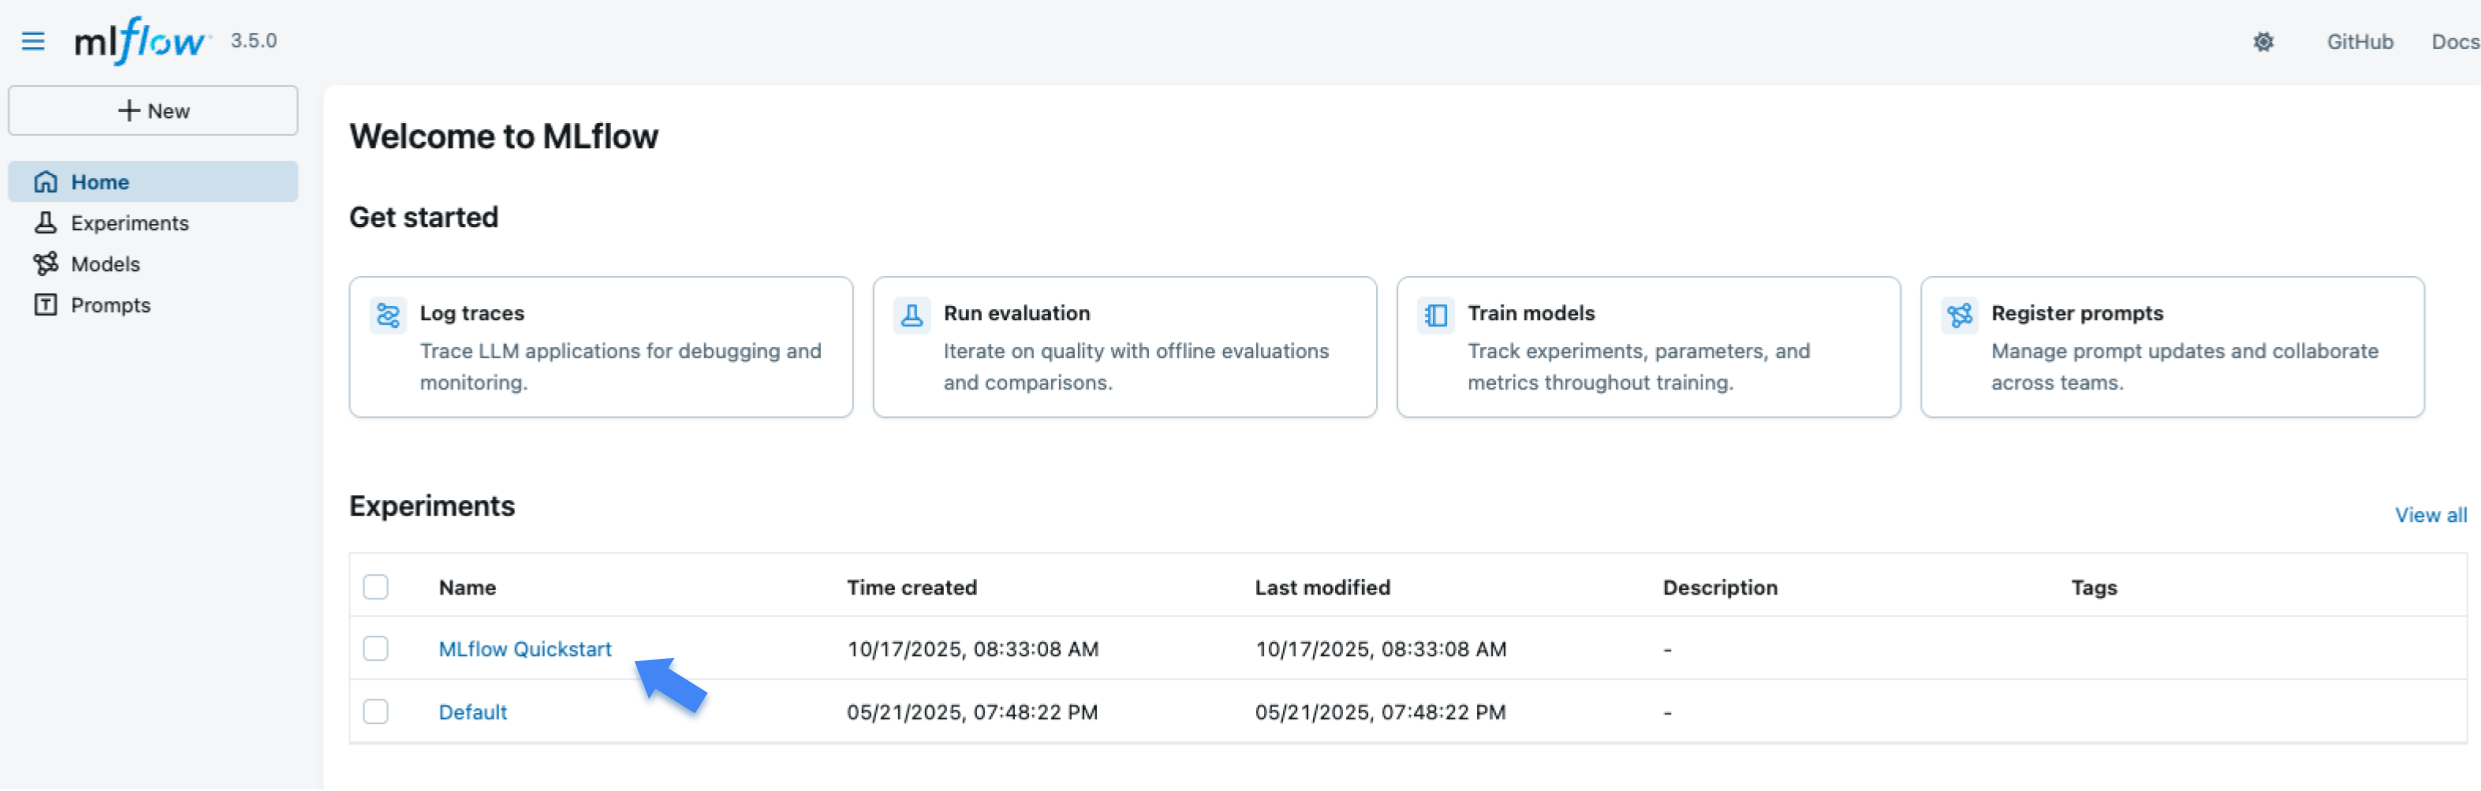 mlflow 3.5.0
GitHub
Docs
New
Home
Experiments
Models
Prompts
Welcome to MLflow
Get started
Log traces
Trace LLM applications for debugging and
monitoring.
Run evaluation
Iterate on quality with offline evaluations
and comparisons.
Train models
Track experiments, parameters, and
metrics throughout training.
Register prompts
Manage prompt updates and collaborate
across teams.
Experiments
View all
Name Time created Last modified Description Tags
MLflow Quickstart 10/17/2025, 08:33:08 AM 10/17/2025, 08:33:08 AM -
Default 05/21/2025, 07:48:22 PM 05/21/2025, 07:48:22 PM -